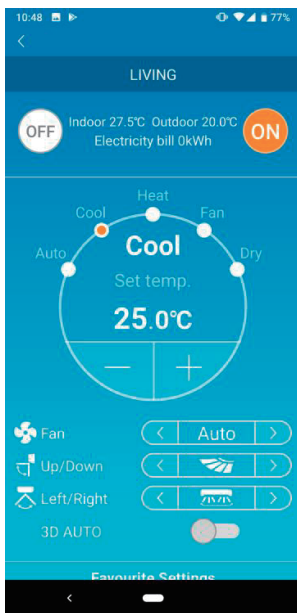 10:48 77%
LIVING
OFF
Indoor 27.5℃ Outdoor 20.0℃
Electricity bill 0kWh
ON
Heat
Cool Fan
Auto Cool Dry
Set temp.
25.0℃
− +
Fan Auto
Up/Down
Left/Right
3D AUTO
Favourite Settings